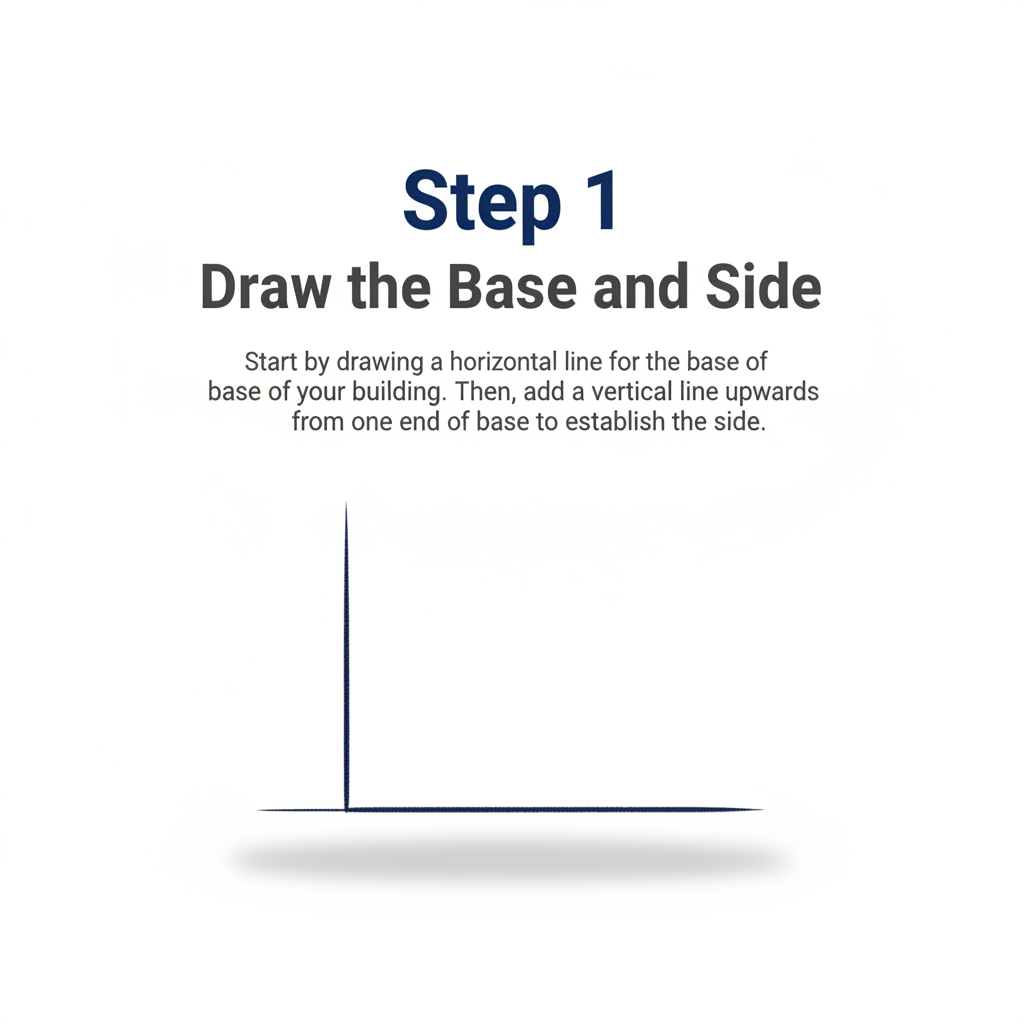 Step 1
Draw the Base and Side
Start by drawing a horizontal line for the base of
base of your building. Then, add a vertical line upwards
from one end of base to establish the side.